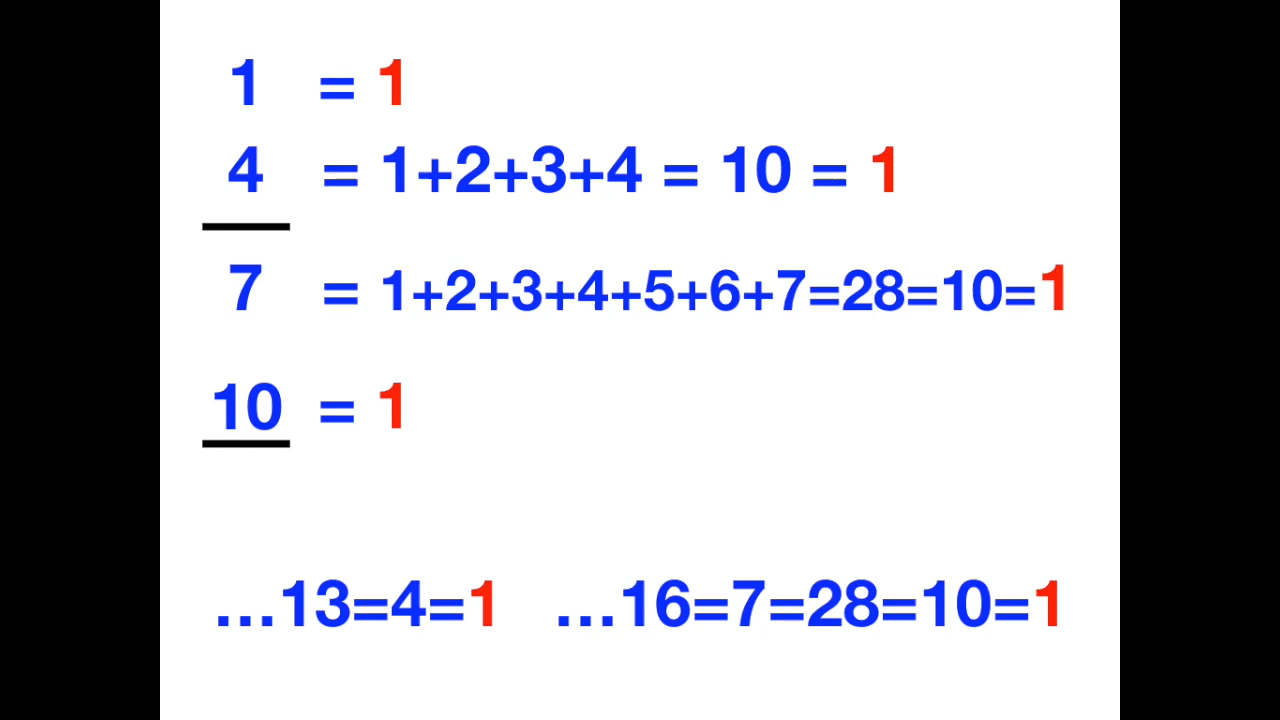 1 = 1
4 = 1+2+3+4 = 10 = 1
7 = 1+2+3+4+5+6+7=28=10=1
10 = 1
...13=4=1 ...16=7=28=10=1